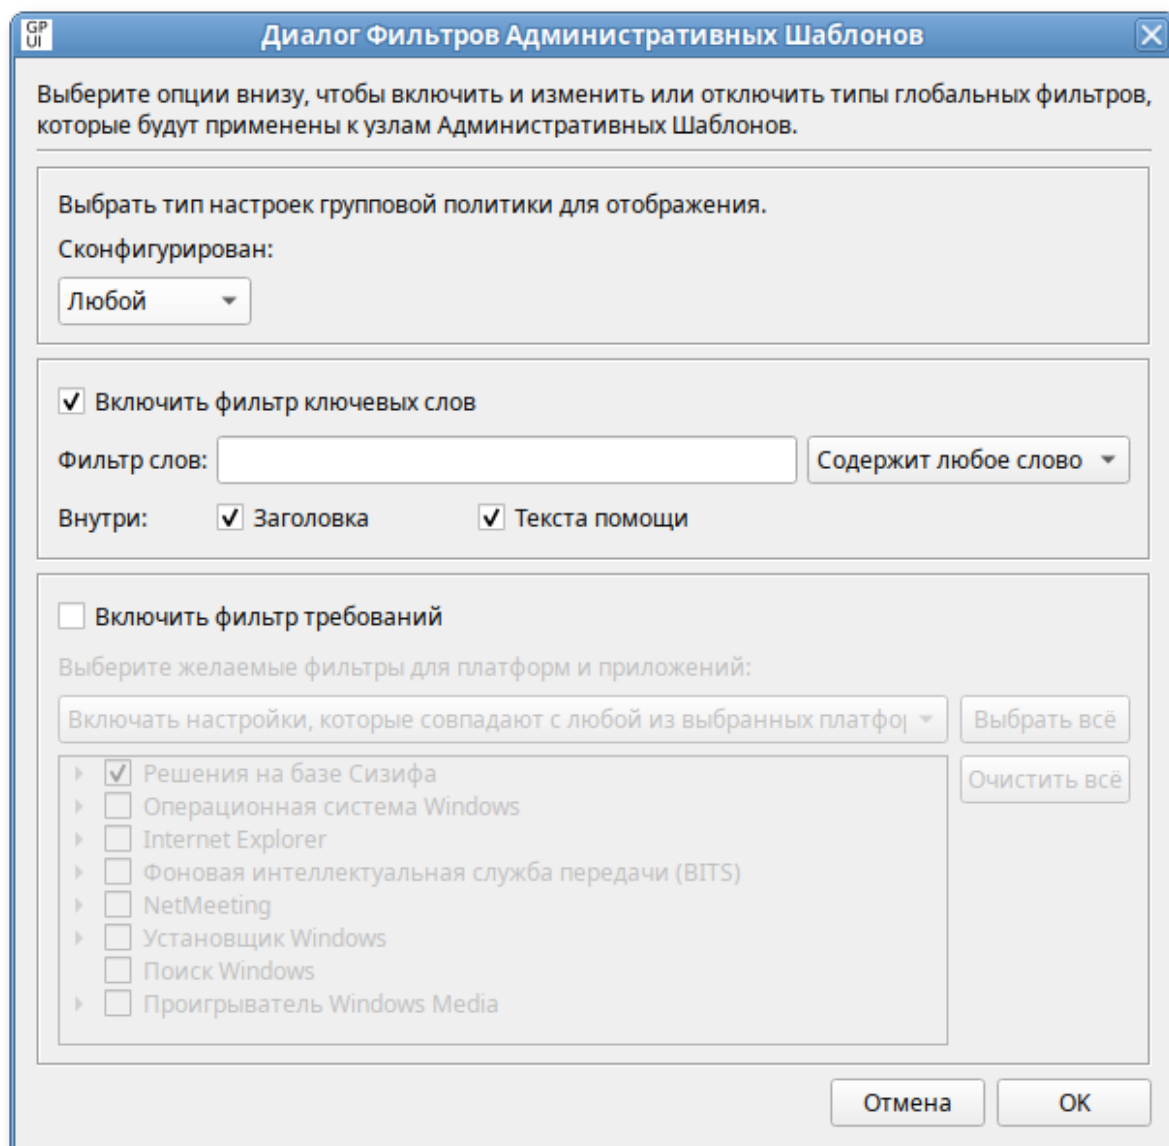 GP
UI
Диалог Фильтров Административных Шаблонов
Выберите опции внизу, чтобы включить и изменить или отключить типы глобальных фильтров,
которые будут применены к узлам Административных Шаблонов.
Выбрать тип настроек групповой политики для отображения.
Сконфигурирован:
Любой
Включить фильтр ключевых слов
Фильтр слов: Содержит любое слово
Внутри: Заголовка Текста помощи
Включить фильтр требований
Выберите желаемые фильтры для платформ и приложений:
Включать настройки, которые совпадают с любой из выбранных платфор Выбрать всё
Решения на базе Сизифа Очистить всё
Операционная система Windows
Internet Explorer
Фоновая интеллектуальная служба передачи (BITS)
NetMeeting
Установщик Windows
Поиск Windows
Проигрыватель Windows Media
Отмена OK